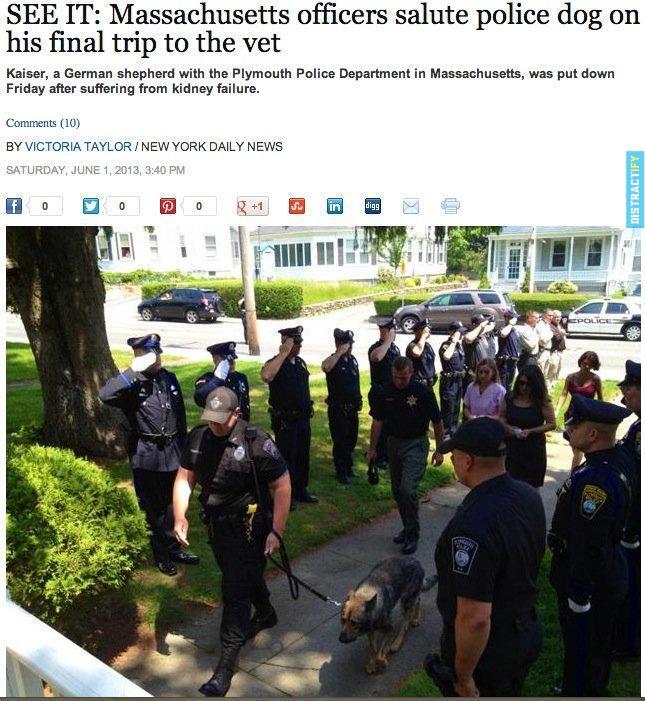 SEE IT: Massachusetts officers salute police dog on
his final trip to the vet
Kaiser, a German shepherd with the Plymouth Police Department in Massachusetts, was put down
Friday after suffering from kidney failure.
Comments (10)
BY VICTORIA TAYLOR / NEW YORK DAILY NEWS
SATURDAY, JUNE 1, 2013, 3:40 PM
f 0 0 0 g +1 in digg
DISTRACTIFY
POLICE